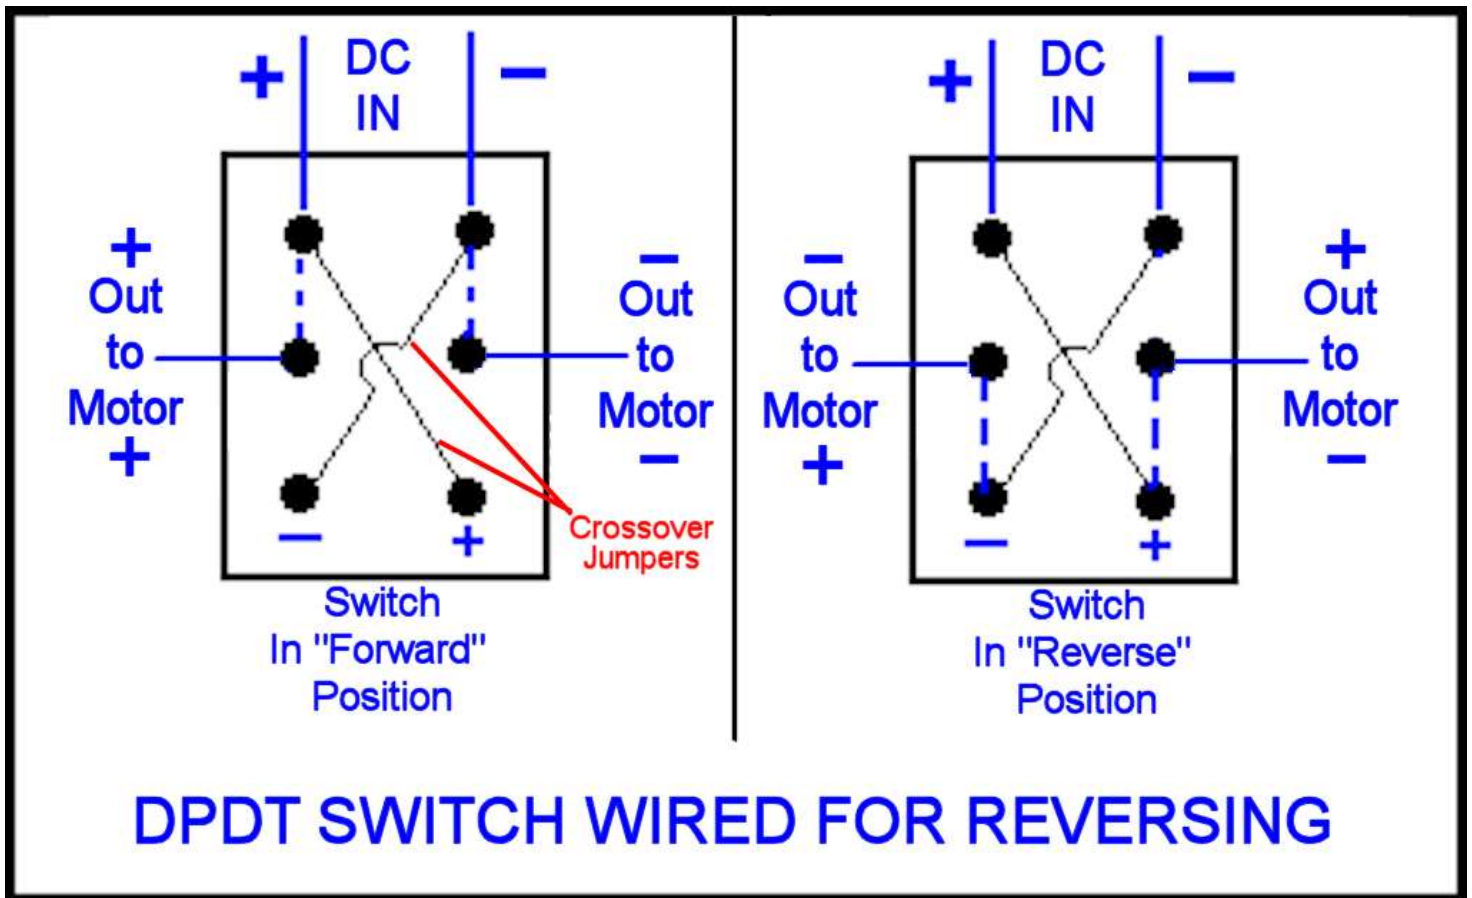 + DC −
IN
+
Out
to
Motor
+
−
Out
to
Motor
−
− +
Crossover
Jumpers
Switch
In "Forward"
Position
+ DC −
IN
−
Out
to
Motor
+
+
Out
to
Motor
−
− +
Switch
In "Reverse"
Position
DPDT SWITCH WIRED FOR REVERSING